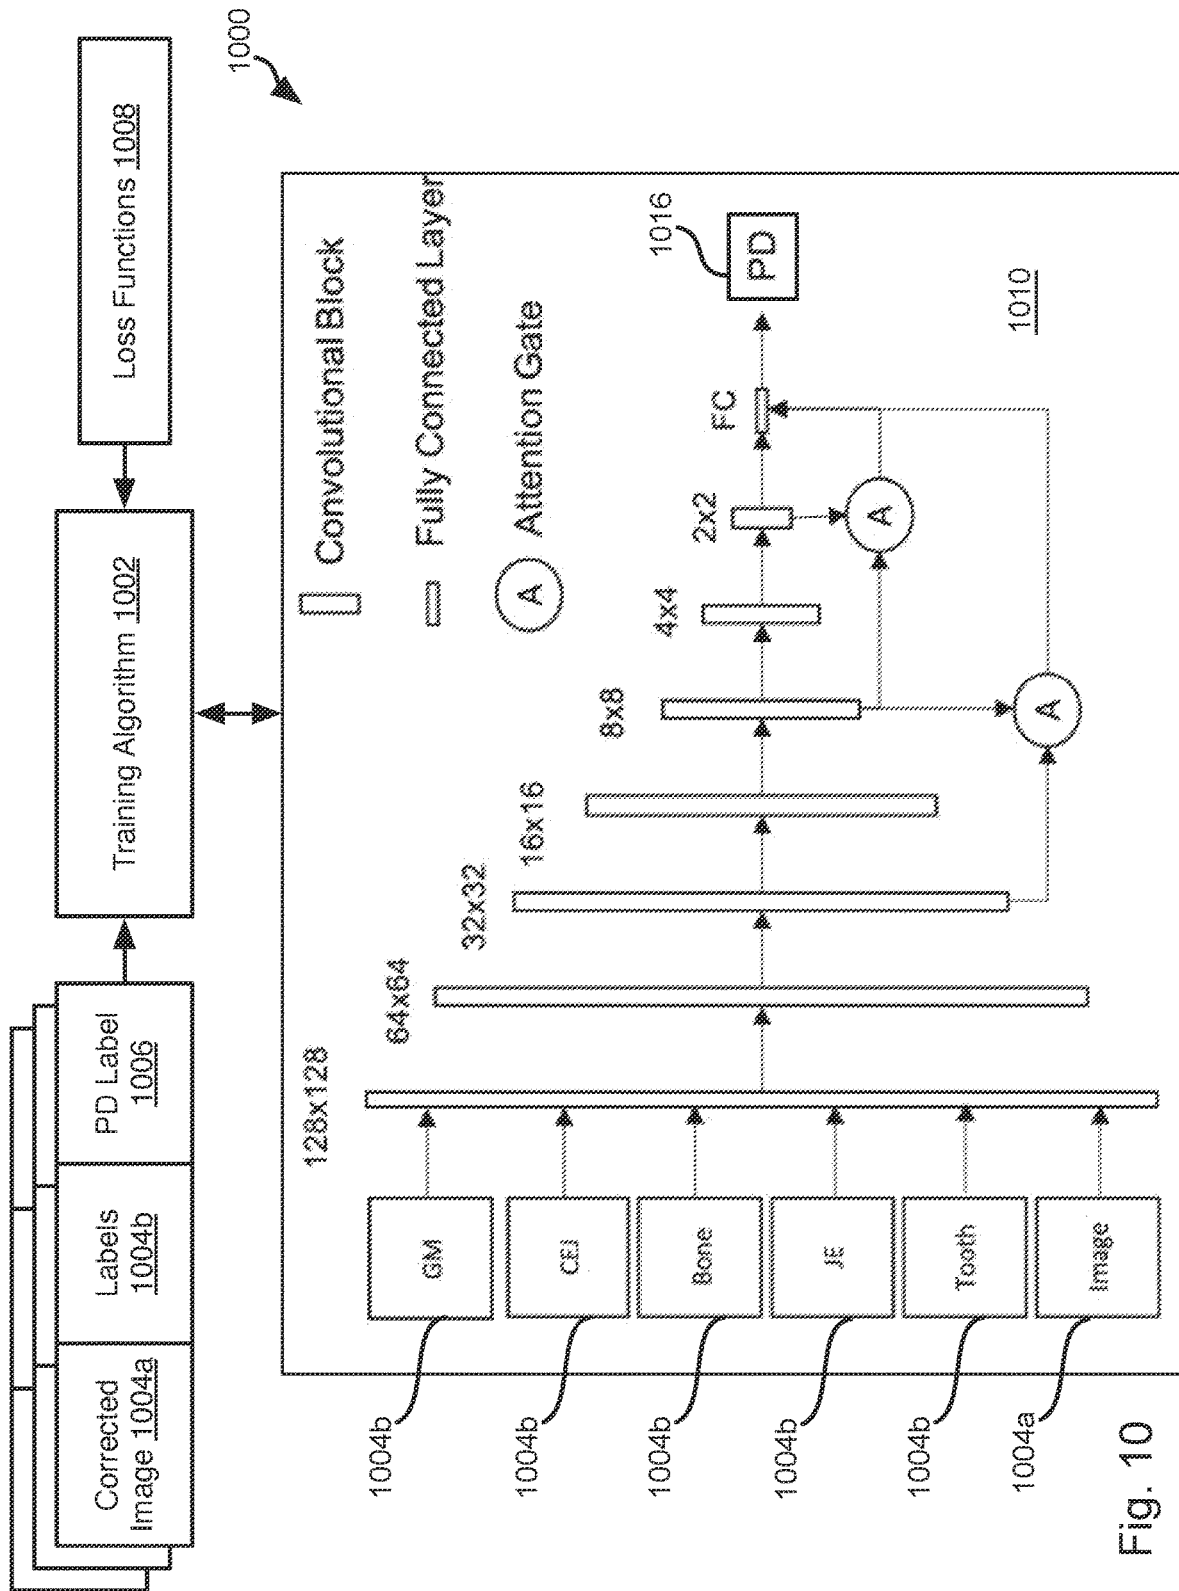 Corrected
Image 1004a
Labels
1004b
PD Label
1006
Training Algorithm 1002
Loss Functions 1008
1000
Convolutional Block
Fully Connected Layer
A
Attention Gate
128x128
64x64
32x32
16x16
8x8
4x4
2x2
FC
PD
1016
A
A
1010
GM
CEJ
Bone
JE
Tooth
Image
1004b
1004b
1004b
1004b
1004b
1004a
Fig. 10